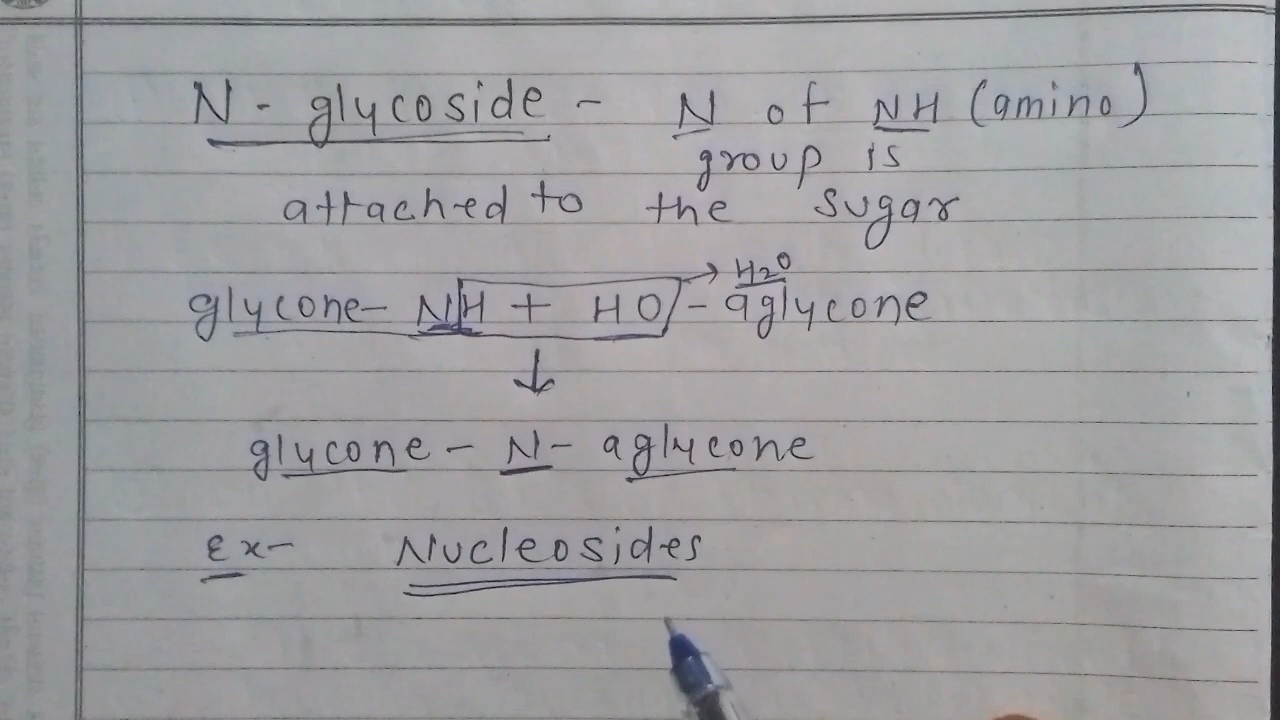 N - glycoside - N of NH (amino)
group is
attached to the sugar
→ H2O
glycone - NH + HO - aglycone
↓
glycone - N - aglycone
Ex- Nucleosides